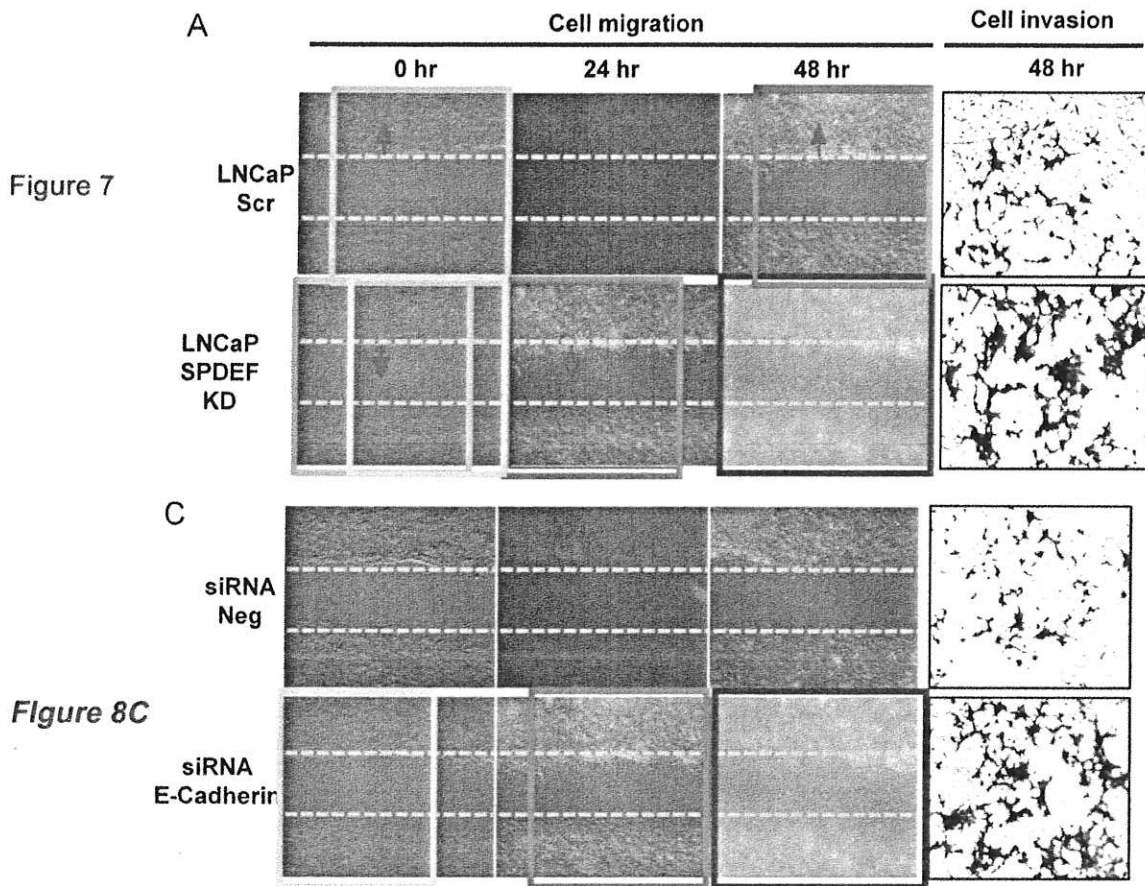 A
Cell migration
Cell invasion
0 hr
24 hr
48 hr
48 hr
Figure 7
LNCaP
Scr
LNCaP
SPDEF
KD
C
siRNA
Neg
FIgure 8C
siRNA
E-Cadherin